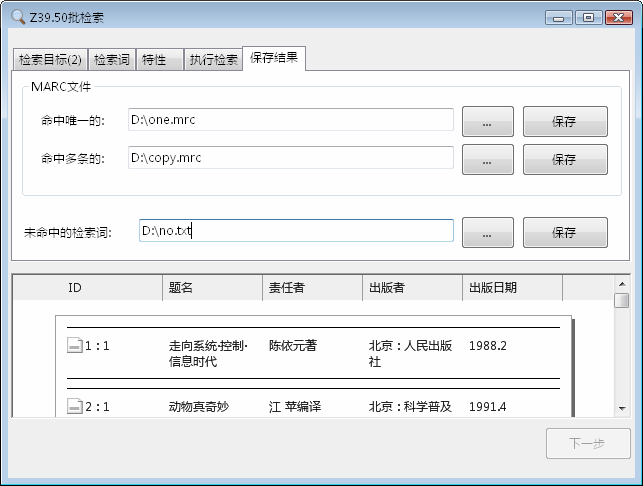 Z39.50批检索
检索目标(2) 检索词 特性 执行检索 保存结果
MARC文件
命中唯一的: D:\one.mrc ... 保存
命中多条的: D:\copy.mrc ... 保存
未命中的检索词: D:\no.txt ... 保存
ID 题名 责任者 出版者 出版日期
1 : 1 走向系统·控制· 陈依元著 北京 : 人民出版 1988.2
信息时代 社
2 : 1 动物真奇妙 江 苹编译 北京 : 科学普及 1991.4
下一步